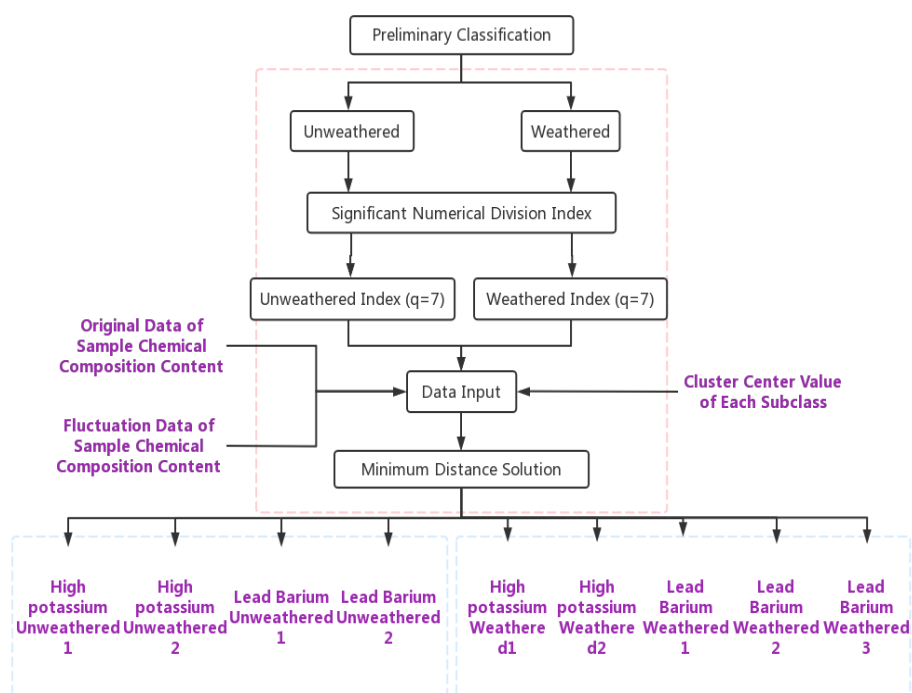 Preliminary Classification
Unweathered
Weathered
Significant Numerical Division Index
Unweathered Index (q=7)
Weathered Index (q=7)
Original Data of
Sample Chemical
Composition Content
Data Input
Cluster Center Value
of Each Subclass
Fluctuation Data of
Sample Chemical
Composition Content
Minimum Distance Solution
High
potassium
Unweathered
1
High
potassium
Unweathered
2
Lead Barium
Unweathered
1
Lead Barium
Unweathered
2
High
potassium
Weathere
d1
High
potassium
Weathere
d2
Lead
Barium
Weathered
1
Lead
Barium
Weathered
2
Lead
Barium
Weathered
3